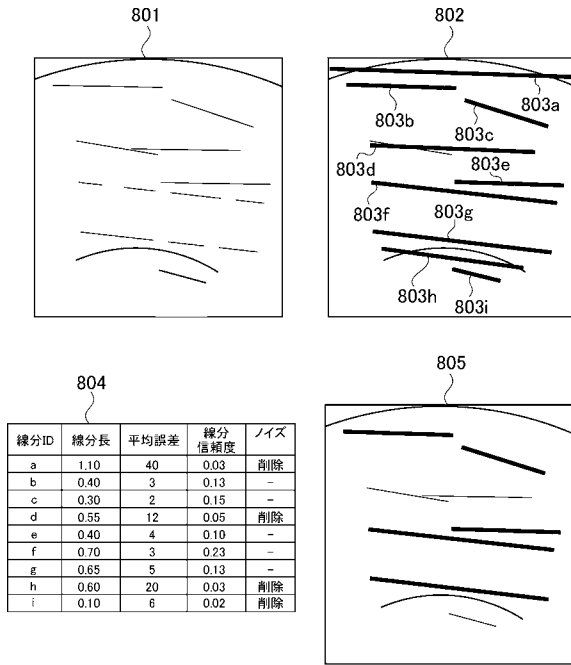 801
802
803a
803b
803c
803e
803d
803f
803g
803h
803i
804
線分ID 線分長 平均誤差 線分信頼度 ノイズ
a 1.10 40 0.03 削除
b 0.40 3 0.13 -
c 0.30 2 0.15 -
d 0.55 12 0.05 削除
e 0.40 4 0.10 -
f 0.70 3 0.23 -
g 0.65 5 0.13 -
h 0.60 20 0.03 削除
i 0.10 6 0.02 削除
805